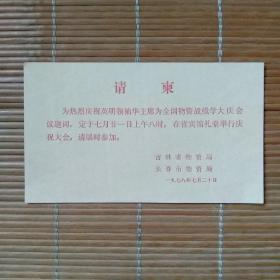 请柬
为热烈庆祝英明领袖华主席为全国物资战线学大庆会
议题词，定于七月廿一日上午八时，在省宾馆礼堂举行庆
祝大会，请届时参加。
吉林省物资局
长春市物资局
一九七八年七月二十日